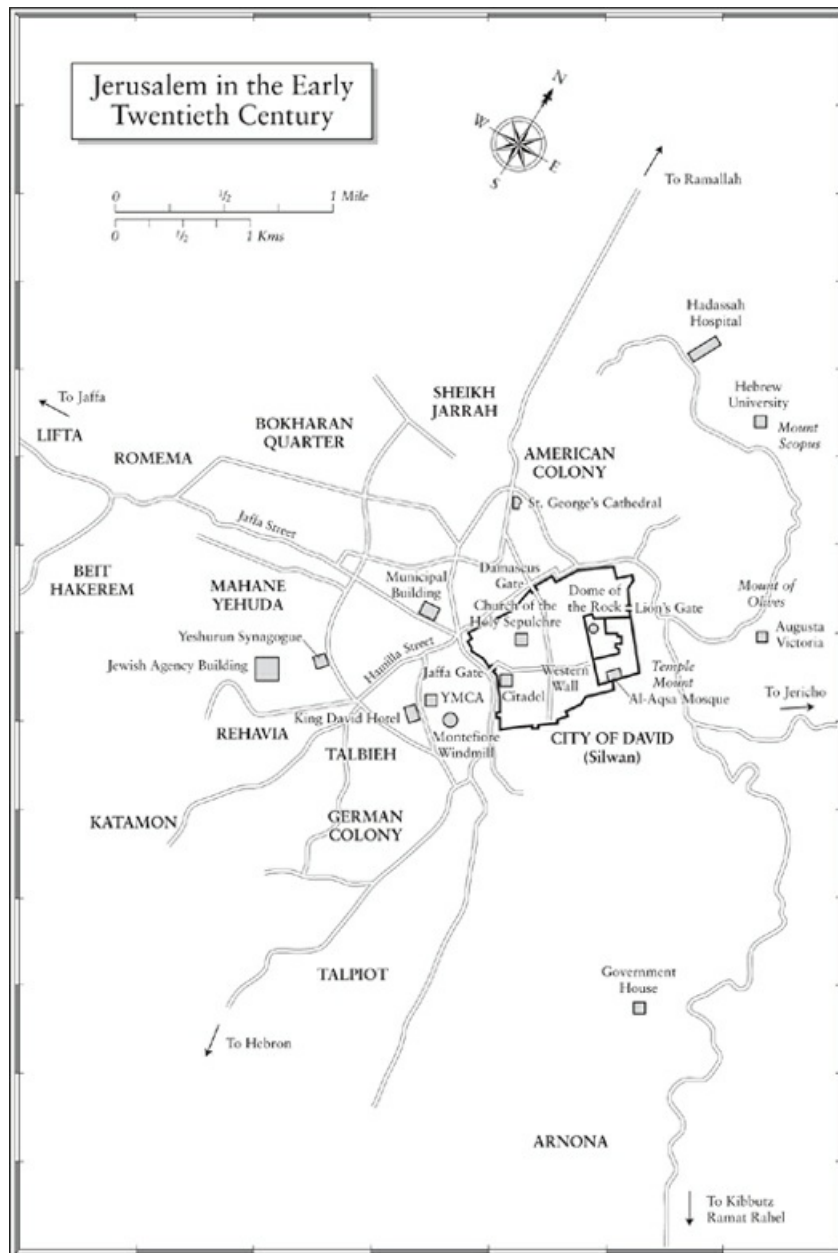 Jerusalem in the Early
Twentieth Century
N
W
E
S
0 ½ 1 Mile
0 ½ 1 Kms
To Ramallah
Hadassah
Hospital
Hebrew
University
Mount
Scopus
To Jaffa
LIFTA
ROMEMA
BOKHARAN
QUARTER
SHEIKH
JARRAH
AMERICAN
COLONY
St. George's Cathedral
Jaffa Street
BEIT
HAKEREM
MAHANE
YEHUDA
Municipal
Building
Damascus
Gate
Church of the
Holy Sepulchre
Dome of
the Rock
Lion's Gate
Mount of
Olives
Augusta
Victoria
Yeshurun Synagogue
Jewish Agency Building
Hamilla Street
Jaffa Gate
YMCA
Citadel
Western
Wall
Temple
Mount
Al-Aqsa Mosque
To Jericho
King David Hotel
Montefiore
Windmill
REHAVIA
TALBIEH
CITY OF DAVID
(Silwan)
KATAMON
GERMAN
COLONY
TALPIOT
Government
House
To Hebron
ARNONA
To Kibbutz
Ramat Rahel